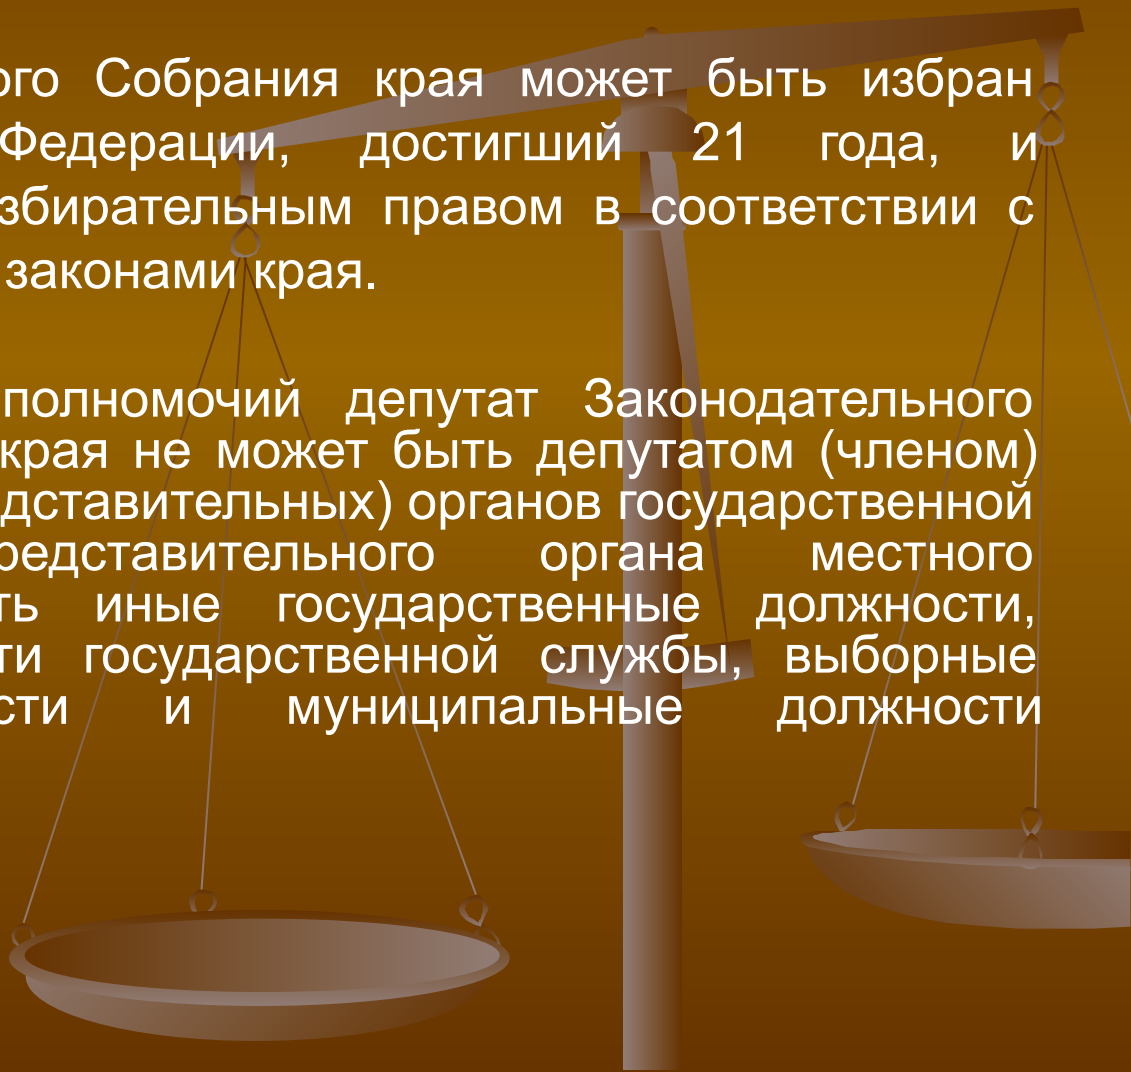 ого Собрания края может быть избран
Федерации, достигший 21 года, и
збирательным правом в соответствии с
законами края.
полномочий депутат Законодательного
края не может быть депутатом (членом)
дставительных) органов государственной
редставительного органа местного
ть иные государственные должности,
ти государственной службы, выборные
сти и муниципальные должности